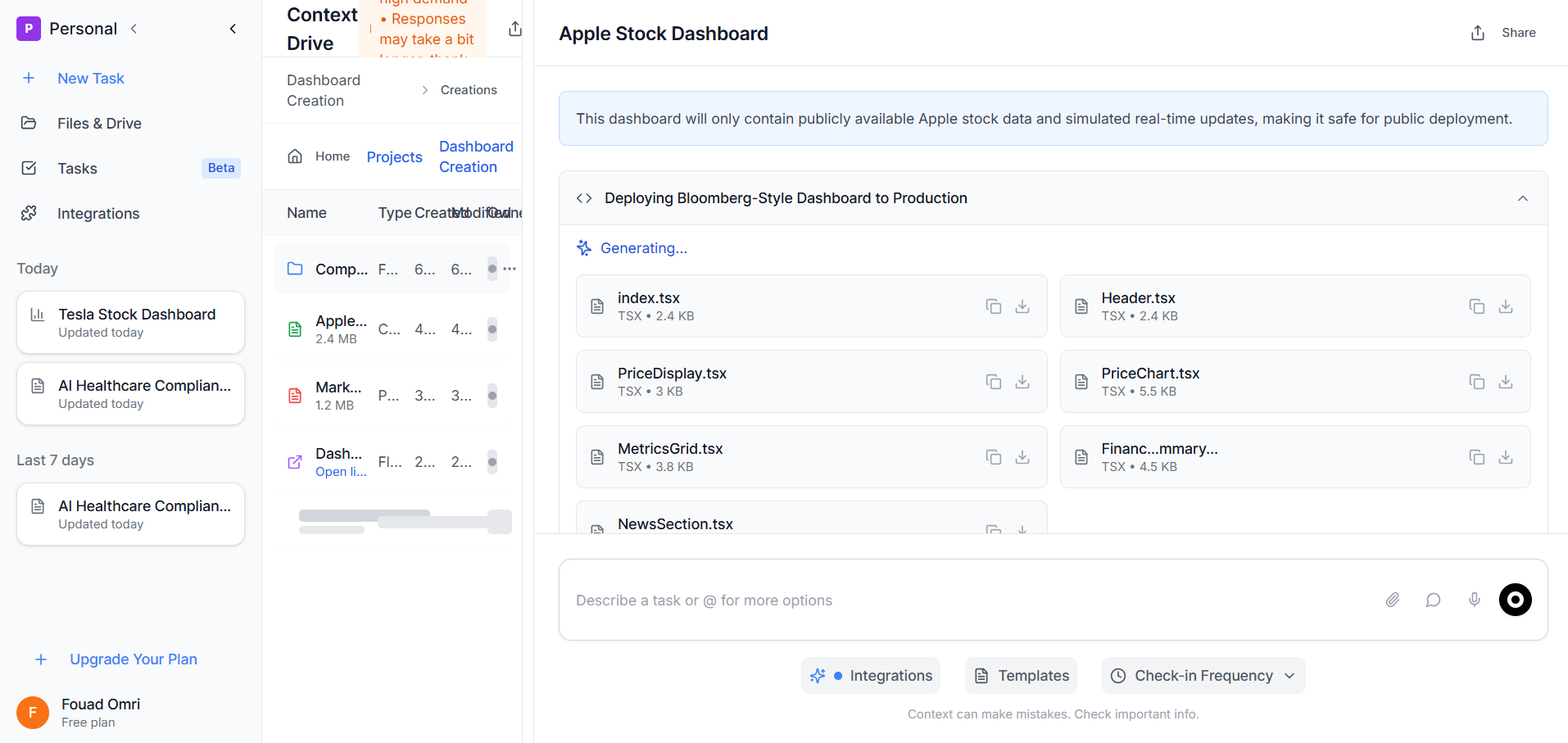 P Personal
New Task
Files & Drive
Tasks Beta
Integrations
Today
Tesla Stock Dashboard
Updated today
AI Healthcare Complian...
Updated today
Last 7 days
AI Healthcare Complian...
Updated today
Upgrade Your Plan
F
Fouad Omri
Free plan
Context
Drive
high demand
• Responses
may take a bit
Dashboard
Creation
Creations
Home
Projects
Dashboard
Creation
Name Type Created Modified Owne
Comp... F... 6... 6...
Apple... C... 4... 4...
2.4 MB
Mark... P... 3... 3...
1.2 MB
Dash... Fl... 2... 2...
Open li...
Apple Stock Dashboard
Share
This dashboard will only contain publicly available Apple stock data and simulated real-time updates, making it safe for public deployment.
Deploying Bloomberg-Style Dashboard to Production
Generating...
index.tsx
TSX • 2.4 KB
Header.tsx
TSX • 2.4 KB
PriceDisplay.tsx
TSX • 3 KB
PriceChart.tsx
TSX • 5.5 KB
MetricsGrid.tsx
TSX • 3.8 KB
Financ...mmary...
TSX • 4.5 KB
NewsSection.tsx
Describe a task or @ for more options
Integrations
Templates
Check-in Frequency
Context can make mistakes. Check important info.